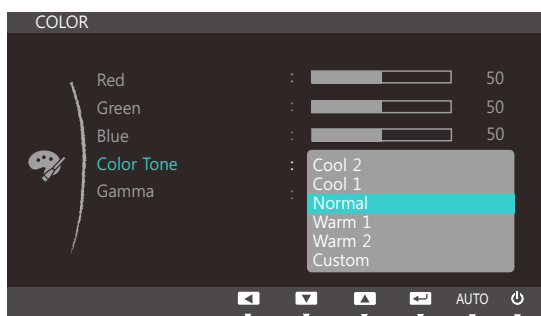 COLOR
Red : 50
Green : 50
Blue : 50
Color Tone : Cool 2
Cool 1
Gamma : Normal
Warm 1
Warm 2
Custom
AUTO